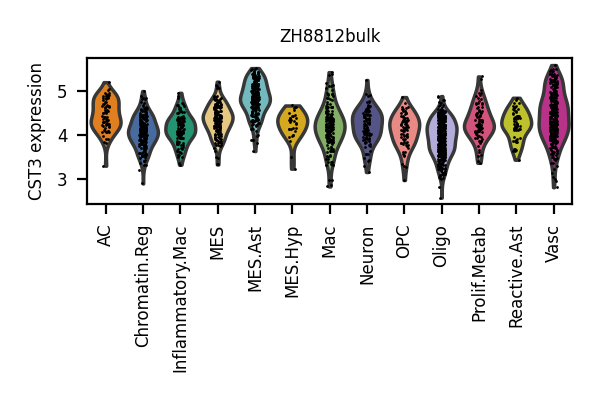 ZH8812bulk
CST3 expression
5
4
3
AC
Chromatin.Reg
Inflammatory.Mac
MES
MES.Ast
MES.Hyp
Mac
Neuron
OPC
Oligo
Prolif.Metab
Reactive.Ast
Vasc